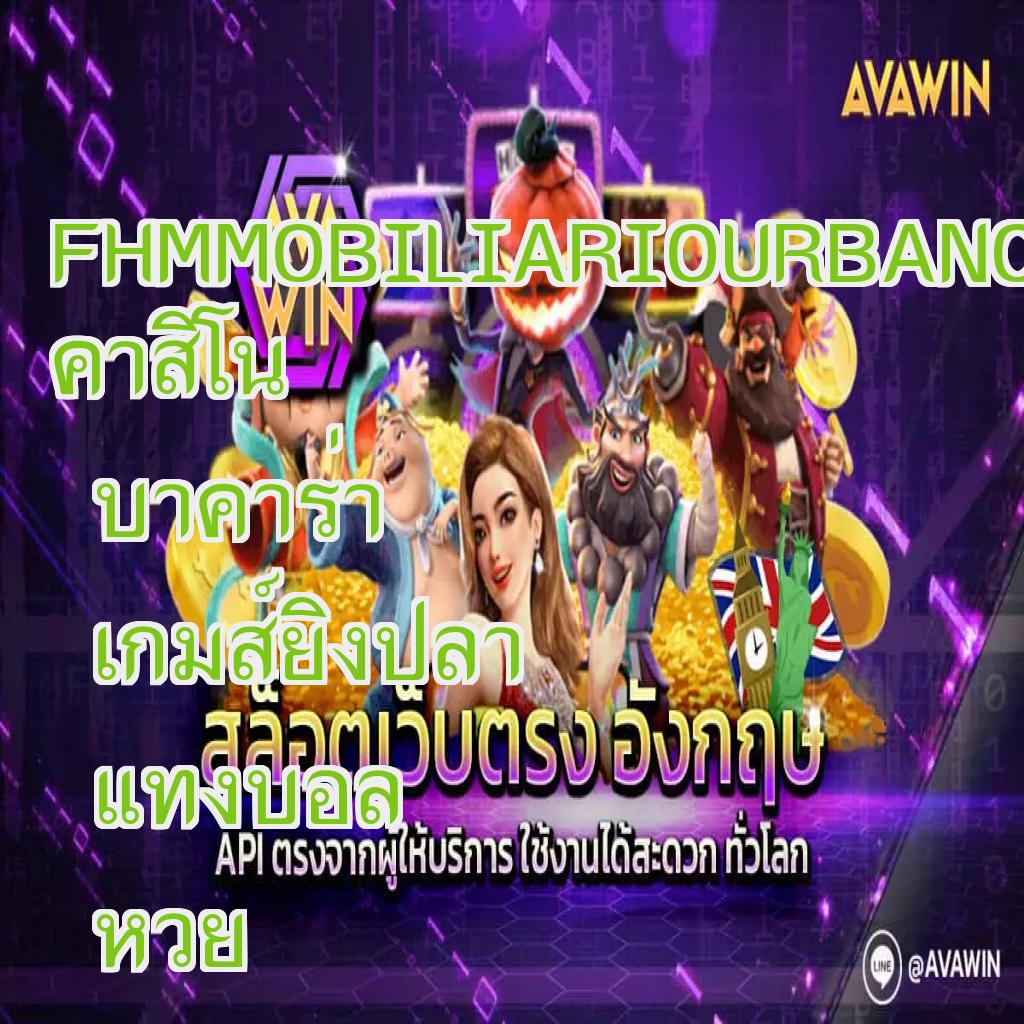 AVAWIN
AVA
WIN
FHMMOBILIARIOURBANO
คาสิโน
บาคาร่า
เกมส์ยิงปลา
สล็อตเว็บตรง อังกฤษ
แทงบอล
API ตรงจากผู้ให้บริการ ใช้งานได้สะดวก ทั่วโลก
หวย
LINE @AVAWIN